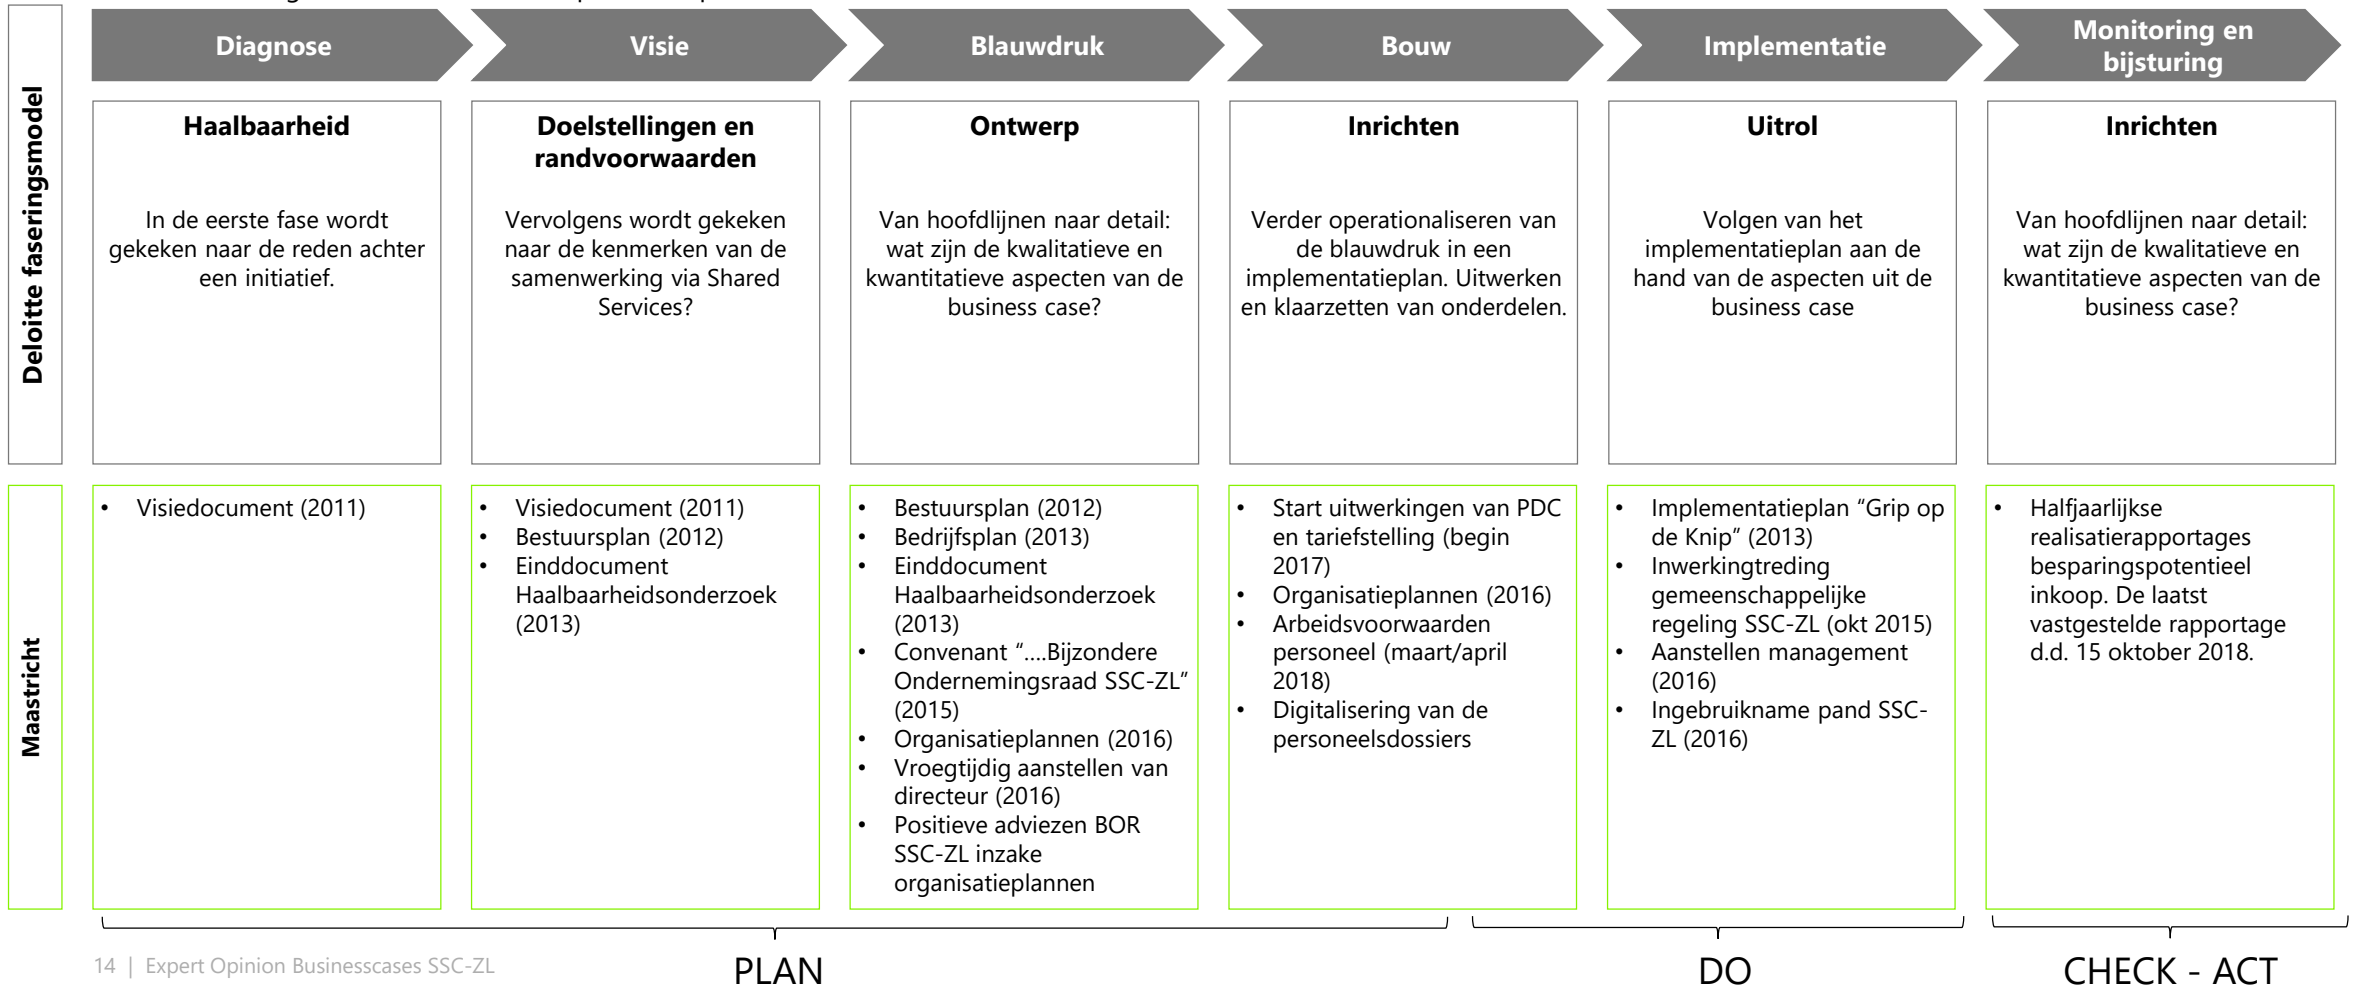 Diagnose
Visie
Blauwdruk
Bouw
Implementatie
Monitoring en
bijsturing
Deloitte faseringsmodel
Haalbaarheid
In de eerste fase wordt
gekeken naar de reden achter
een initiatief.
Doelstellingen en
randvoorwaarden
Vervolgens wordt gekeken
naar de kenmerken van de
samenwerking via Shared
Services?
Ontwerp
Van hoofdlijnen naar detail:
wat zijn de kwalitatieve en
kwantitatieve aspecten van de
business case?
Inrichten
Verder operationaliseren van
de blauwdruk in een
implementatieplan. Uitwerken
en klaarzetten van onderdelen.
Uitrol
Volgen van het
implementatieplan aan de
hand van de aspecten uit de
business case
Inrichten
Van hoofdlijnen naar detail:
wat zijn de kwalitatieve en
kwantitatieve aspecten van de
business case?
Maastricht
• Visiedocument (2011)
• Visiedocument (2011)
• Bestuursplan (2012)
• Einddocument
Haalbaarheidsonderzoek
(2013)
• Bestuursplan (2012)
• Bedrijfsplan (2013)
• Einddocument
Haalbaarheidsonderzoek
(2013)
• Convenant “....Bijzondere
Ondernemingsraad SSC-ZL”
(2015)
• Organisatieplannen (2016)
• Vroegtijdig aanstellen van
directeur (2016)
• Positieve adviezen BOR
SSC-ZL inzake
organisatieplannen
• Start uitwerkingen van PDC
en tariefstelling (begin
2017)
• Organisatieplannen (2016)
• Arbeidsvoorwaarden
personeel (maart/april
2018)
• Digitalisering van de
personeelsdossiers
• Implementatieplan “Grip op
de Knip” (2013)
• Inwerkingtreding
gemeenschappelijke
regeling SSC-ZL (okt 2015)
• Aanstellen management
(2016)
• Ingebruikname pand SSC-
ZL (2016)
• Halfjaarlijkse
realisatierapportages
besparingspotentieel
inkoop. De laatst
vastgestelde rapportage
d.d. 15 oktober 2018.
PLAN
DO
CHECK - ACT
14 | Expert Opinion Businesscases SSC-ZL